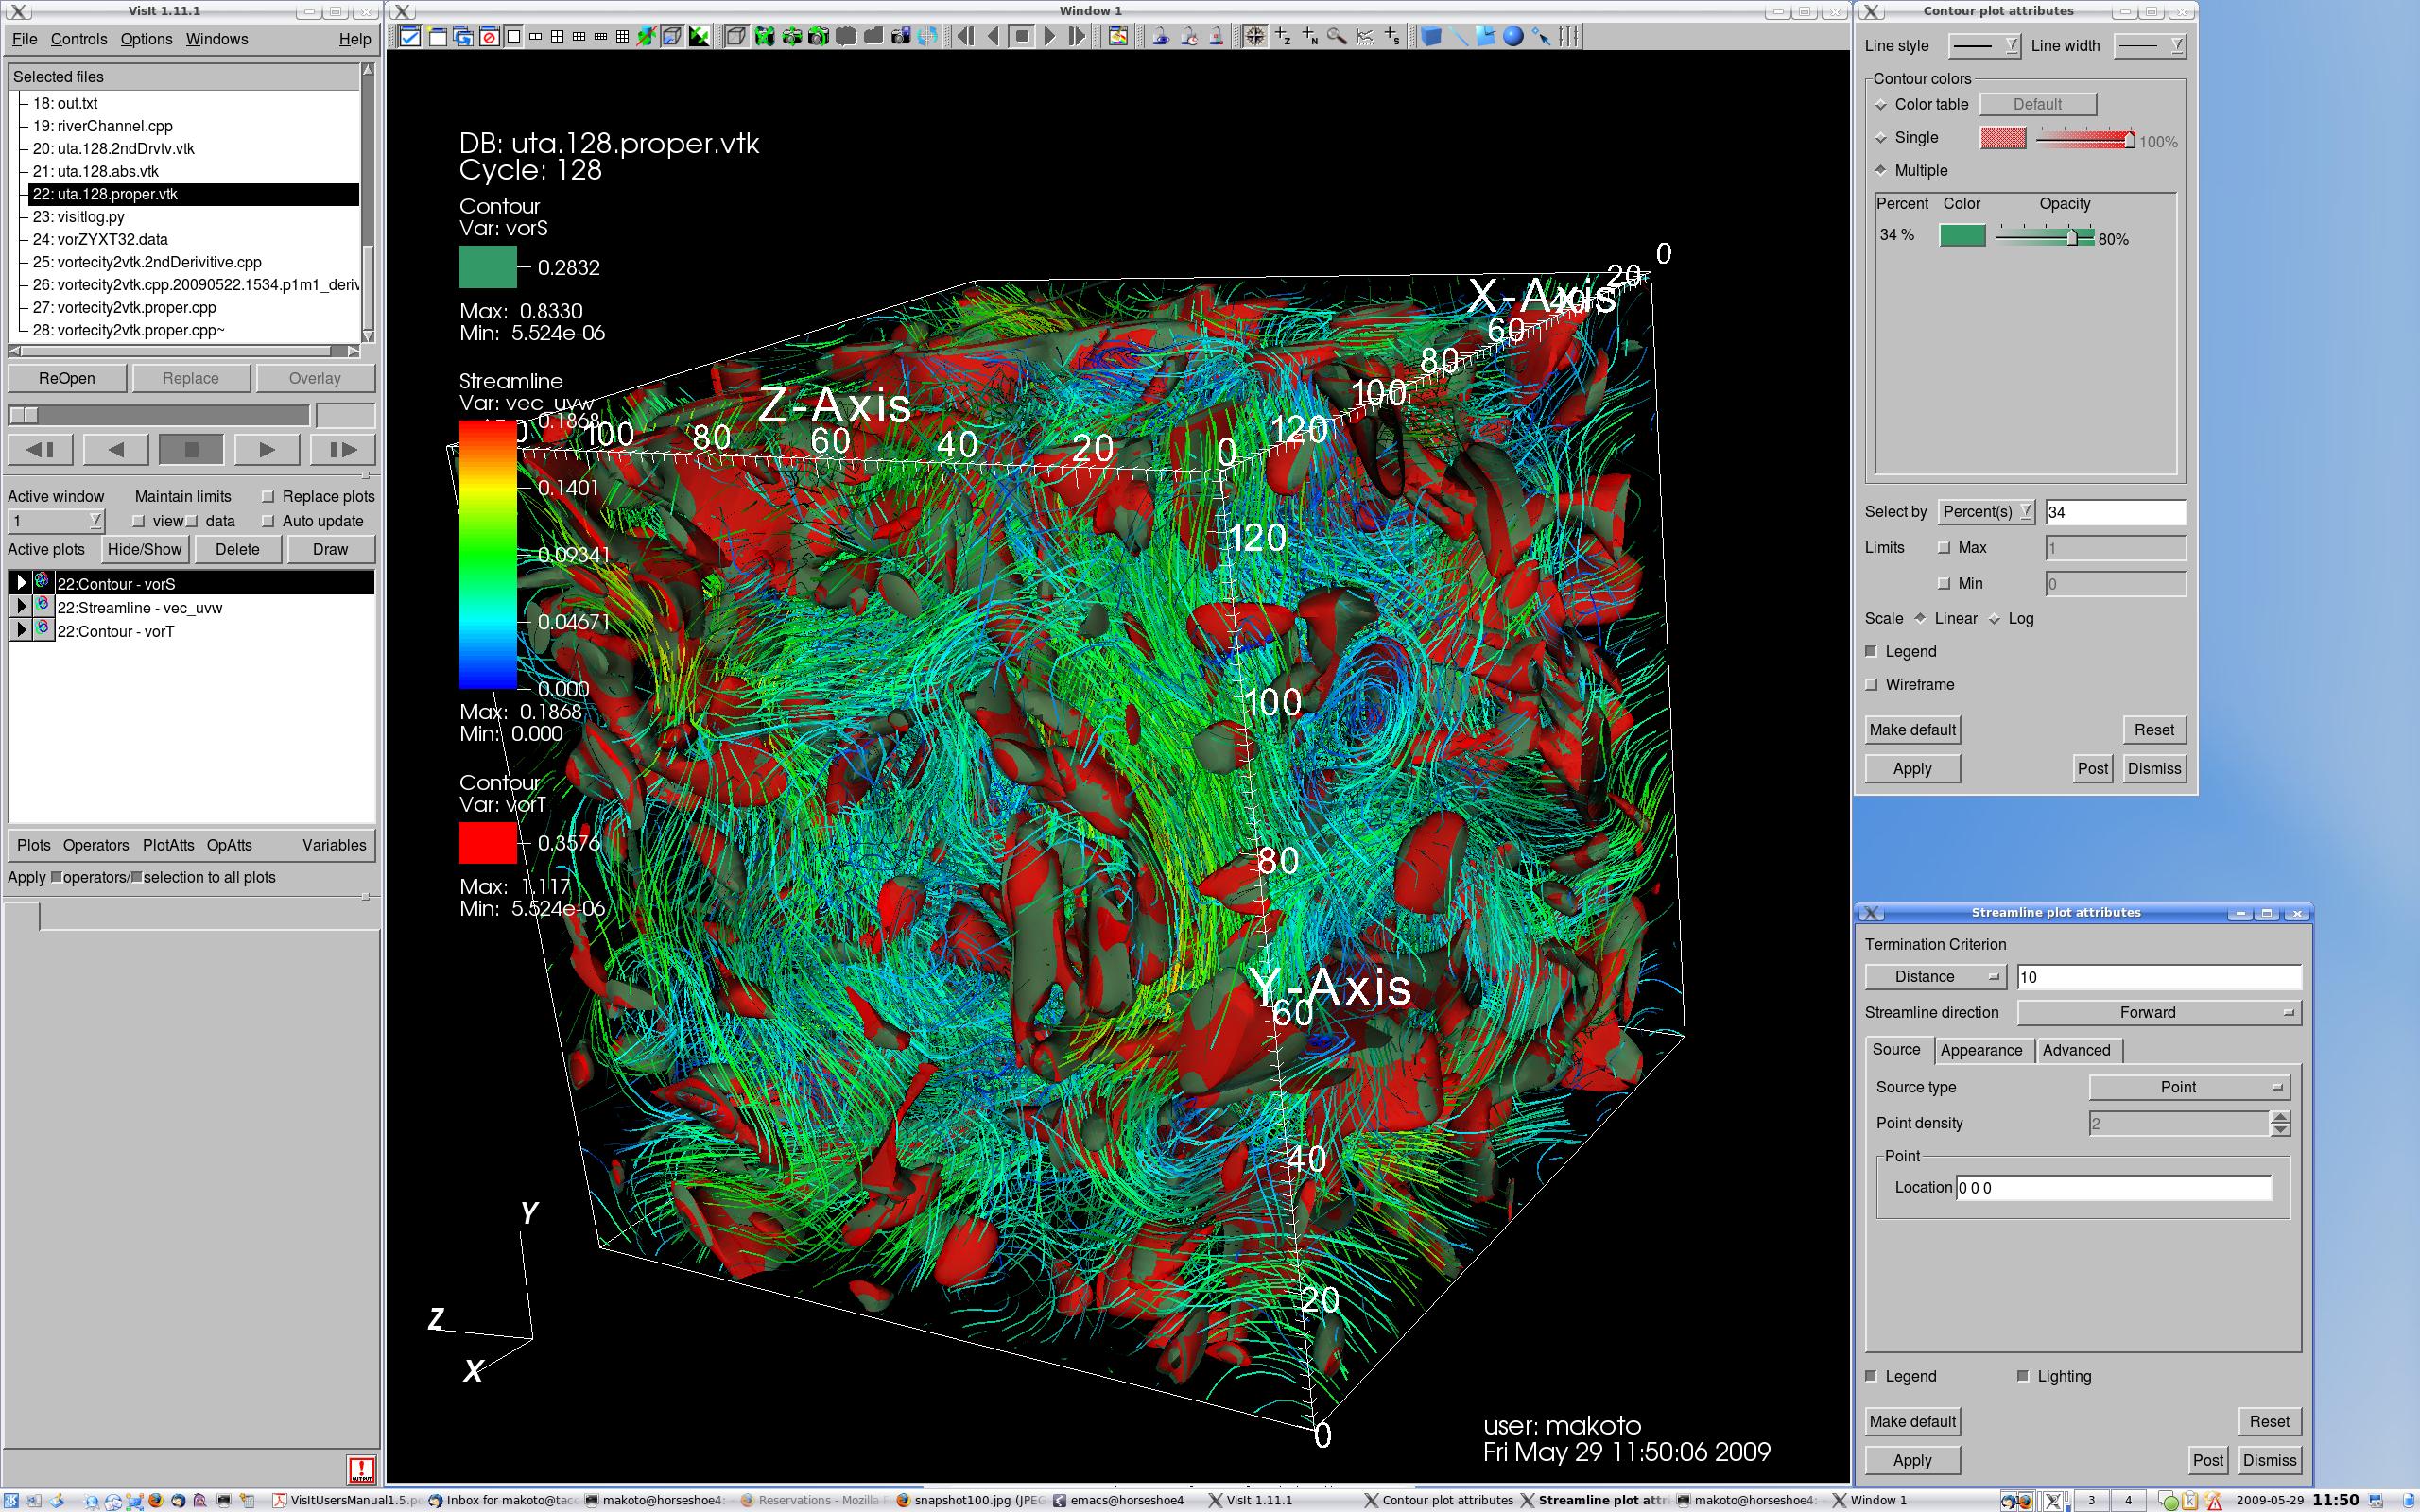 VisIt 1.11.1
File Controls Options Windows Help
Selected files
18: out.txt
19: riverChannel.cpp
20: uta.128.2ndDrvtv.vtk
21: uta.128.abs.vtk
22: uta.128.proper.vtk
23: visitlog.py
24: vorZYXT32.data
25: vortecity2vtk.2ndDerivitive.cpp
26: vortecity2vtk.cpp.20090522.1534.p1m1_deriv
27: vortecity2vtk.proper.cpp
28: vortecity2vtk.proper.cpp~
ReOpen Replace Overlay
Active window Maintain limits Replace plots
1 view data Auto update
Active plots Hide/Show Delete Draw
22:Contour - vorS
22:Streamline - vec_uvw
22:Contour - vorT
Plots Operators PlotAtts OpAtts Variables
Apply operators/ selection to all plots
Window 1
DB: uta.128.proper.vtk
Cycle: 128
Contour
Var: vorS
0.2832
Max: 0.8330
Min: 5.524e-06
Streamline
Var: vec_uvw
0.1868
0.1401
0.09341
0.04671
0.000
Max: 0.1868
Min: 0.000
Contour
Var: vorT
0.3576
Max: 1.117
Min: 5.524e-06
X-Axis
0
20
40
60
80
100
120
Z-Axis
100 80 60 40 20 0
120
100
80
Y-Axis
60
40
20
0
Y
Z
X
user: makoto
Fri May 29 11:50:06 2009
Contour plot attributes
Line style Line width
Contour colors
Color table Default
Single 100%
Multiple
Percent Color Opacity
34 % 80%
Select by Percent(s) 34
Limits Max 1
Min 0
Scale Linear Log
Legend
Wireframe
Make default Reset
Apply Post Dismiss
Streamline plot attributes
Termination Criterion
Distance 10
Streamline direction Forward
Source Appearance Advanced
Source type Point
Point density 2
Point
Location 0 0 0
Legend Lighting
Make default Reset
Apply Post Dismiss
VisItUsersManual1.5.p Inbox for makoto@tac makoto@horseshoe4: Reservations - Mozilla F snapshot100.jpg (JPEG emacs@horseshoe4 VisIt 1.11.1 Contour plot attributes Streamline plot attri makoto@horseshoe4: Window 1 3 4 2009-05-29 11:50